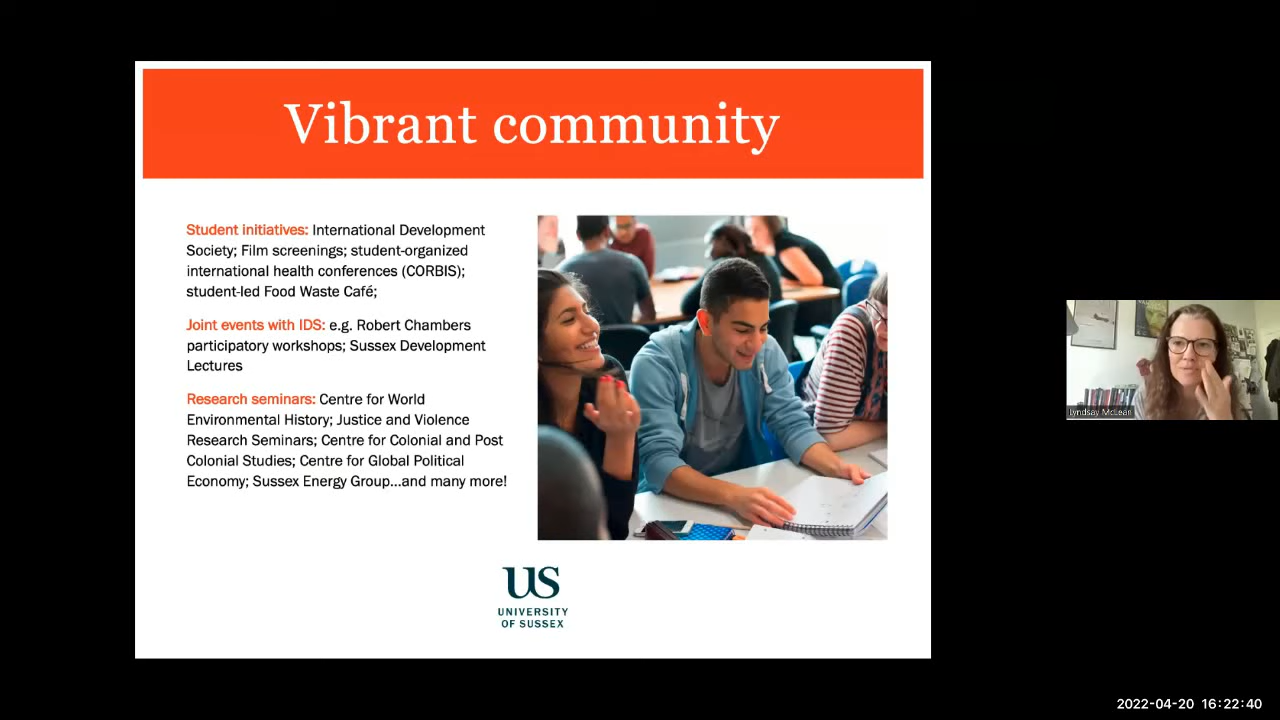 Vibrant community
Student initiatives: International Development
Society; Film screenings; student-organized
international health conferences (CORBIS);
student-led Food Waste Café;
Joint events with IDS: e.g. Robert Chambers
participatory workshops; Sussex Development
Lectures
Research seminars: Centre for World
Environmental History; Justice and Violence
Research Seminars; Centre for Colonial and Post
Colonial Studies; Centre for Global Political
Economy; Sussex Energy Group...and many more!
US
UNIVERSITY
OF SUSSEX
Lyndsay McLean
2022-04-20 16:22:40